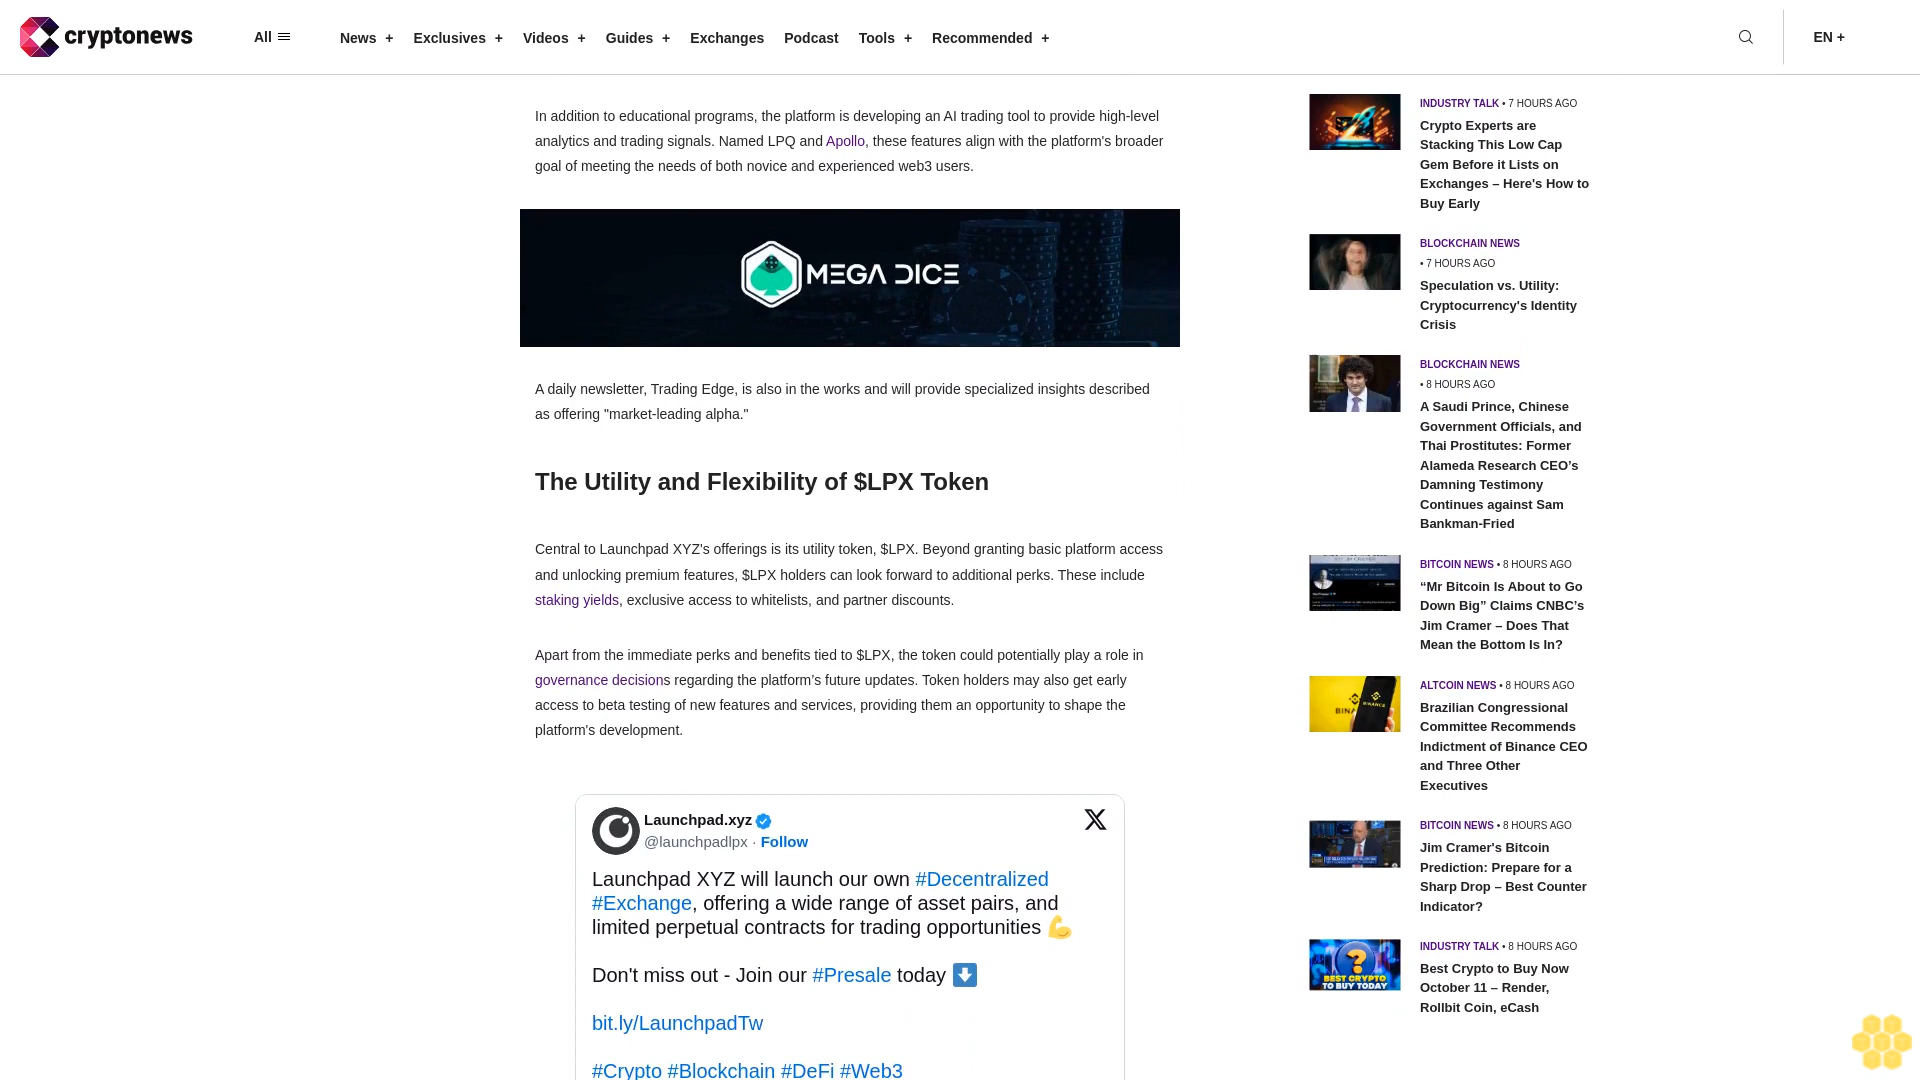 cryptonews
All
News +
Exclusives +
Videos +
Guides +
Exchanges
Podcast
Tools +
Recommended +
EN +
In addition to educational programs, the platform is developing an AI trading tool to provide high-level
analytics and trading signals. Named LPQ and Apollo, these features align with the platform's broader
goal of meeting the needs of both novice and experienced web3 users.
MEGA DICE
A daily newsletter, Trading Edge, is also in the works and will provide specialized insights described
as offering "market-leading alpha."
The Utility and Flexibility of $LPX Token
Central to Launchpad XYZ's offerings is its utility token, $LPX. Beyond granting basic platform access
and unlocking premium features, $LPX holders can look forward to additional perks. These include
staking yields, exclusive access to whitelists, and partner discounts.
Apart from the immediate perks and benefits tied to $LPX, the token could potentially play a role in
governance decisions regarding the platform’s future updates. Token holders may also get early
access to beta testing of new features and services, providing them an opportunity to shape the
platform's development.
Launchpad.xyz
@launchpadlpx · Follow
Launchpad XYZ will launch our own #Decentralized
#Exchange, offering a wide range of asset pairs, and
limited perpetual contracts for trading opportunities 💪
Don't miss out - Join our #Presale today ⬇️
bit.ly/LaunchpadTw
#Crypto #Blockchain #DeFi #Web3
INDUSTRY TALK • 7 HOURS AGO
Crypto Experts are
Stacking This Low Cap
Gem Before it Lists on
Exchanges – Here's How to
Buy Early
BLOCKCHAIN NEWS
• 7 HOURS AGO
Speculation vs. Utility:
Cryptocurrency's Identity
Crisis
BLOCKCHAIN NEWS
• 8 HOURS AGO
A Saudi Prince, Chinese
Government Officials, and
Thai Prostitutes: Former
Alameda Research CEO’s
Damning Testimony
Continues against Sam
Bankman-Fried
BITCOIN NEWS • 8 HOURS AGO
“Mr Bitcoin Is About to Go
Down Big” Claims CNBC’s
Jim Cramer – Does That
Mean the Bottom Is In?
ALTCOIN NEWS • 8 HOURS AGO
Brazilian Congressional
Committee Recommends
Indictment of Binance CEO
and Three Other
Executives
BINANCE
BITCOIN NEWS • 8 HOURS AGO
Jim Cramer's Bitcoin
Prediction: Prepare for a
Sharp Drop – Best Counter
Indicator?
INDUSTRY TALK • 8 HOURS AGO
Best Crypto to Buy Now
October 11 – Render,
Rollbit Coin, eCash
BEST CRYPTO
TO BUY TODAY